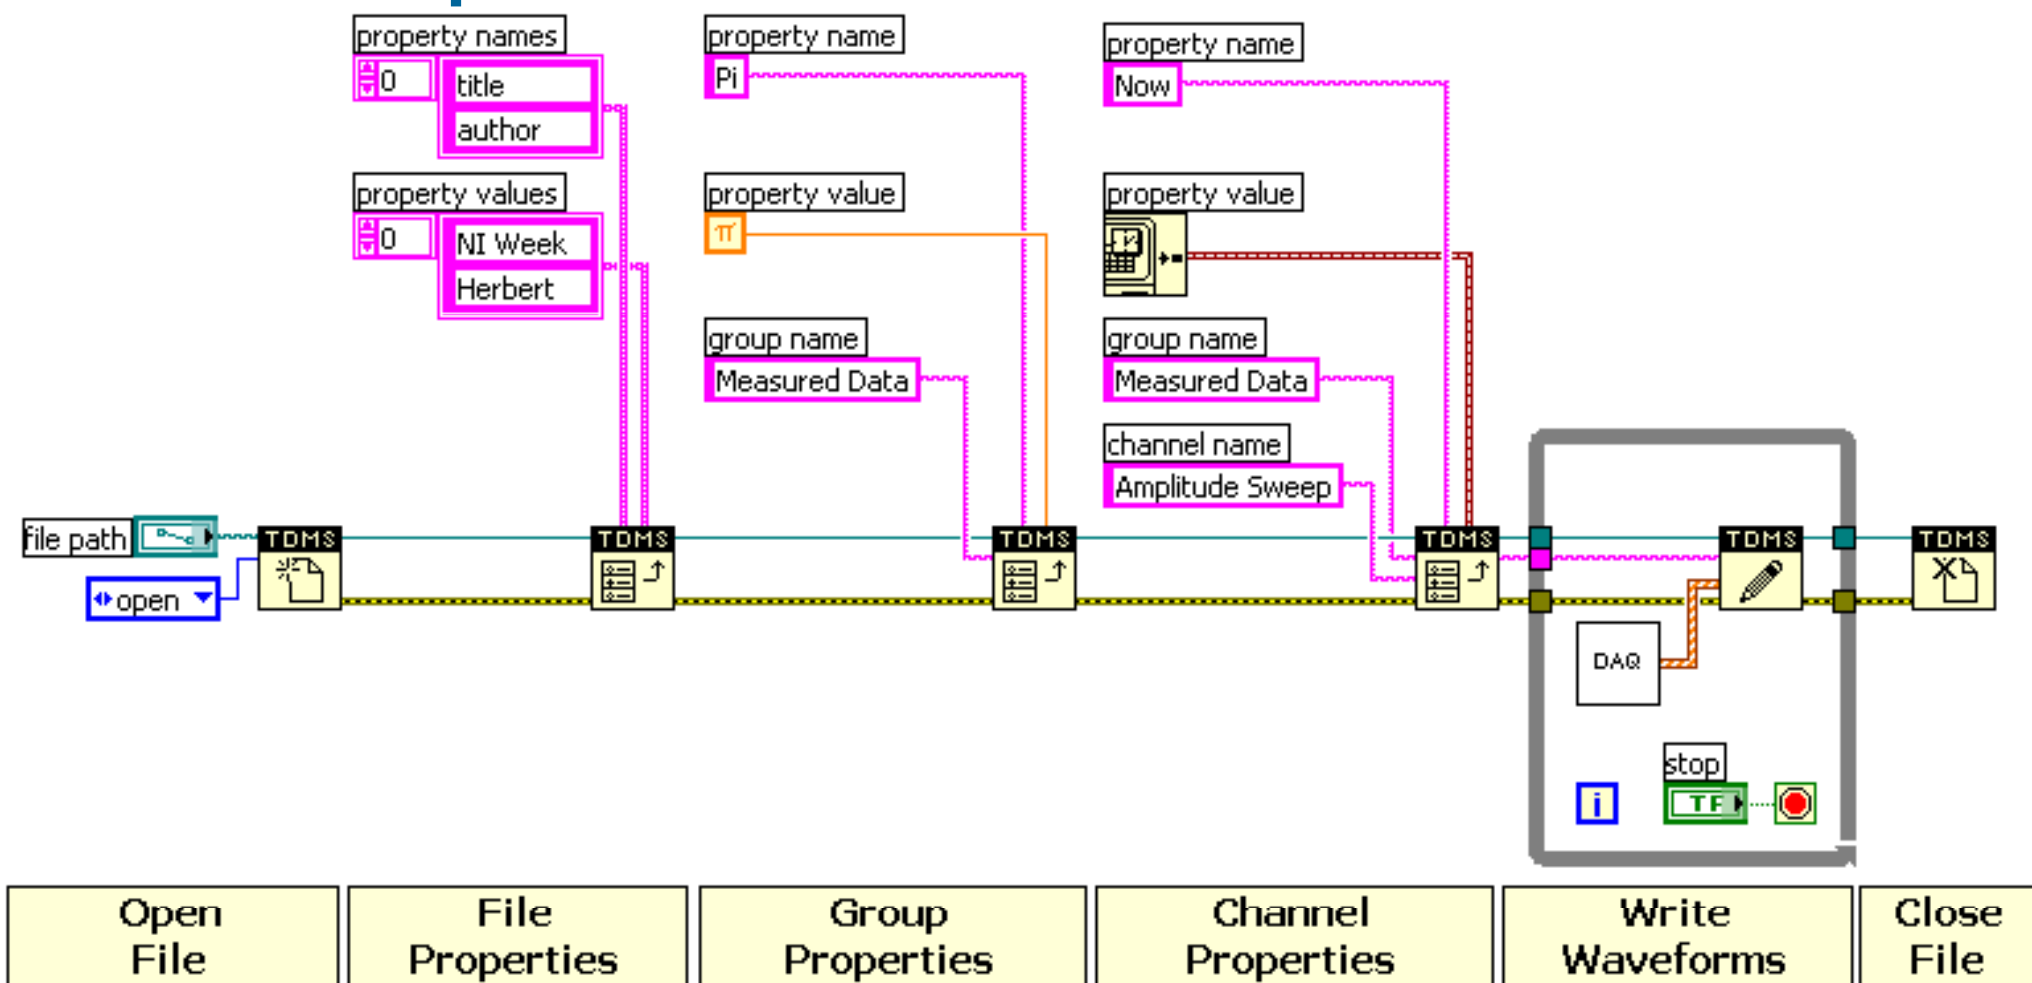 property names
0
title
author
property values
0
NI Week
Herbert
property name
Pi
property value
π
group name
Measured Data
property name
Now
property value
group name
Measured Data
channel name
Amplitude Sweep
file path
open
TDMS
TDMS
TDMS
TDMS
TDMS
TDMS
DAQ
stop
TF
i
Open
File
File
Properties
Group
Properties
Channel
Properties
Write
Waveforms
Close
File